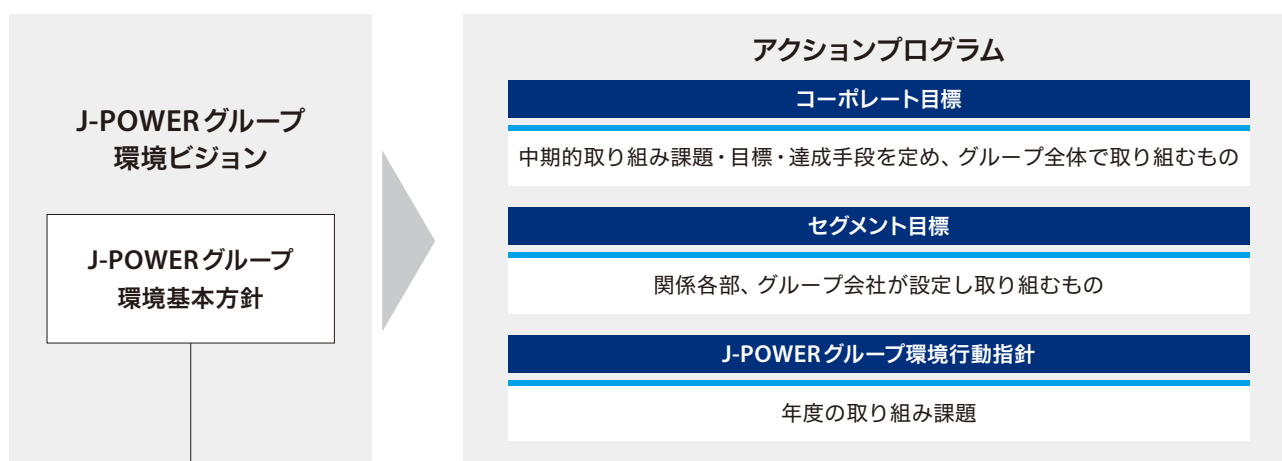 J-POWERグループ
環境ビジョン
J-POWERグループ
環境基本方針
アクションプログラム
コーポレート目標
中期的取り組み課題・目標・達成手段を定め、グループ全体で取り組むもの
セグメント目標
関係各部、グループ会社が設定し取り組むもの
J-POWERグループ環境行動指針
年度の取り組み課題